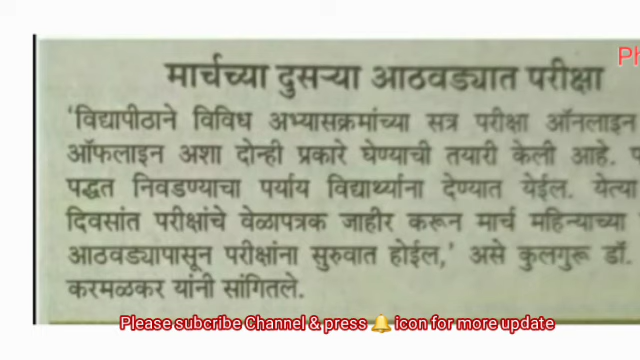 Ph
मार्चच्या दुसऱ्या आठवड्यात परीक्षा
'विद्यापीठाने विविध अभ्यासक्रमांच्या सत्र परीक्षा ऑनलाइन
ऑफलाइन अशा दोन्ही प्रकारे घेण्याची तयारी केली आहे.
पद्धत निवडण्याचा पर्याय विद्यार्थ्यांना देण्यात येईल. येत्या
दिवसांत परीक्षांचे वेळापत्रक जाहीर करून मार्च महिन्याच्या
आठवड्यापासून परीक्षांना सुरुवात होईल,' असे कुलगुरू डॉ.
करमळकर यांनी सांगितले.
Please subcribe Channel & press 🔔 icon for more update